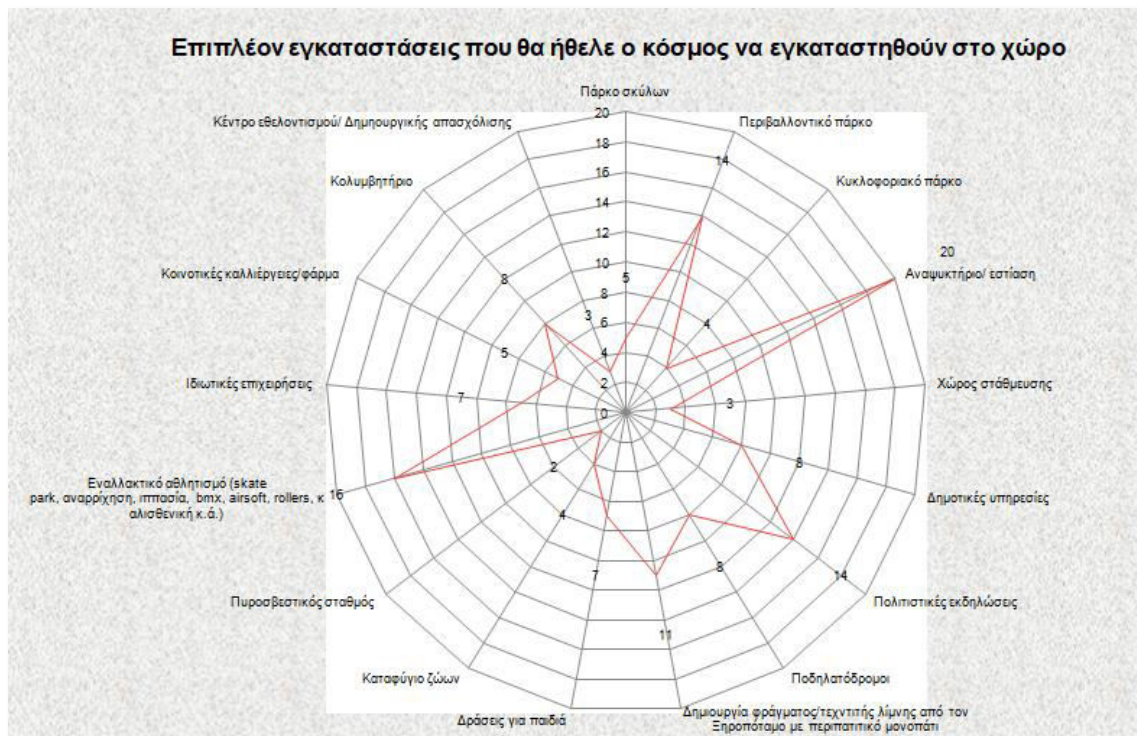 Επιπλέον εγκαταστάσεις που θα ήθελε ο κόσμος να εγκαταστηθούν στο χώρο
Πάρκο σκύλων
Περιβαλλοντικό πάρκο
Κυκλοφοριακό πάρκο
Αναψυκτήριο/ εστίαση
Χώρος στάθμευσης
Δημοτικές υπηρεσίες
Πολιτιστικές εκδηλώσεις
Ποδηλατόδρομοι
Δημιουργία φράγματος/τεχντιτής λίμνης από τον
Ξηροπόταμο με περιπατιτικό μονοπάτι
Δράσεις για παιδιά
Καταφύγιο ζώων
Πυροσβεστικός σταθμός
Εναλλακτικό αθλητισμό (skate
park, αναρρίχηση, ιππασία, bmx, airsoft, rollers, κ
αλισθενική κ.ά.)
Ιδιωτικές επιχειρήσεις
Κοινοτικές καλλιέργειες/φάρμα
Κολυμβητήριο
Κέντρο εθελοντισμού/ Δημηουργικής απασχόλισης
20
18
16
14
12
10
8
6
4
2
0
5
14
4
20
3
8
14
8
11
7
4
2
16
7
5
8
3